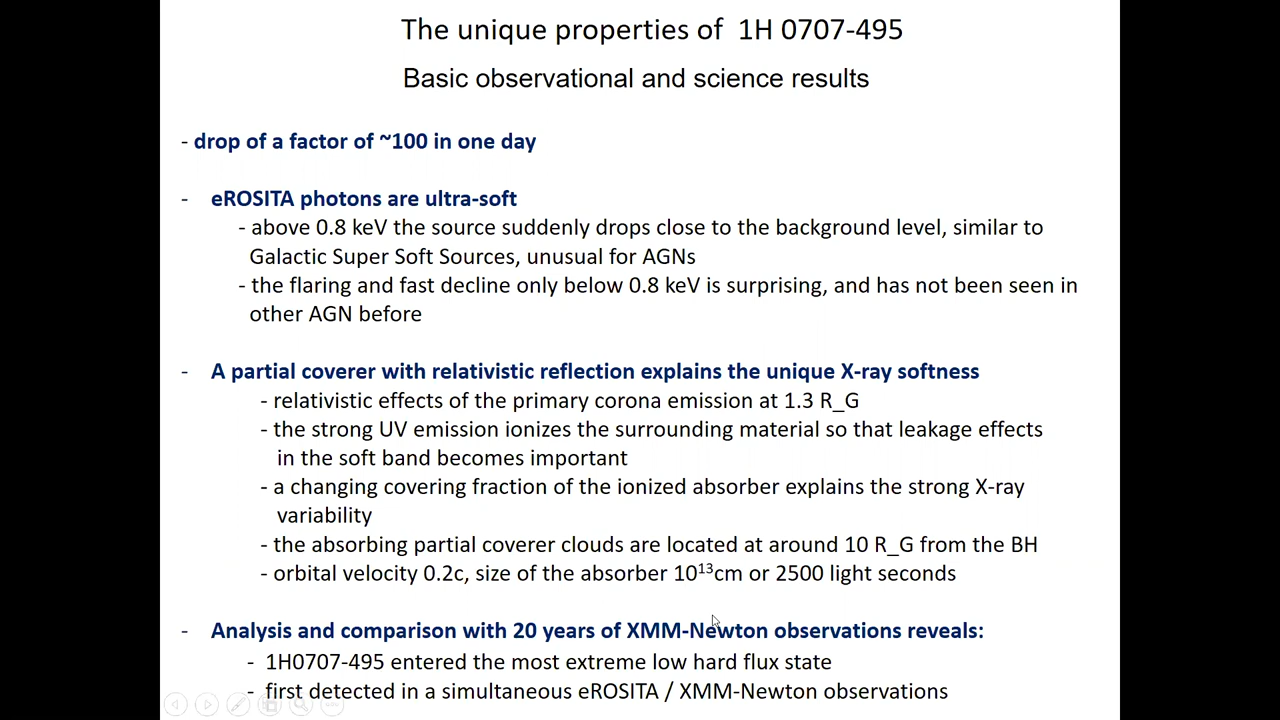 The unique properties of 1H 0707-495
Basic observational and science results
- drop of a factor of ~100 in one day
- eROSITA photons are ultra-soft
- above 0.8 keV the source suddenly drops close to the background level, similar to
Galactic Super Soft Sources, unusual for AGNs
- the flaring and fast decline only below 0.8 keV is surprising, and has not been seen in
other AGN before
- A partial coverer with relativistic reflection explains the unique X-ray softness
- relativistic effects of the primary corona emission at 1.3 R_G
- the strong UV emission ionizes the surrounding material so that leakage effects
in the soft band becomes important
- a changing covering fraction of the ionized absorber explains the strong X-ray
variability
- the absorbing partial coverer clouds are located at around 10 R_G from the BH
- orbital velocity 0.2c, size of the absorber 10¹³cm or 2500 light seconds
- Analysis and comparison with 20 years of XMM-Newton observations reveals:
- 1H0707-495 entered the most extreme low hard flux state
- first detected in a simultaneous eROSITA / XMM-Newton observations